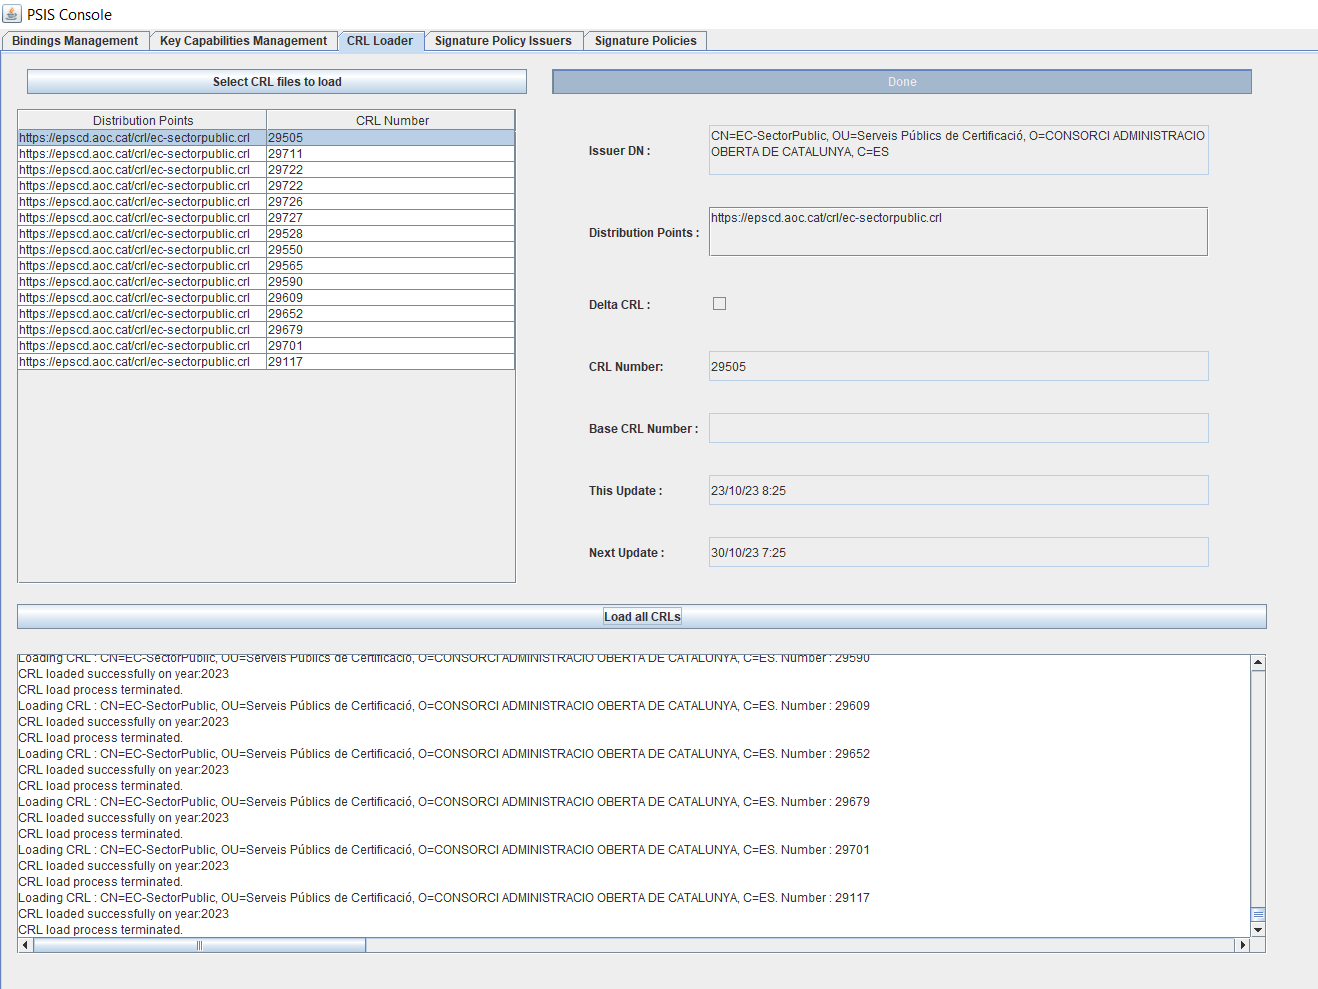 PSIS Console
Bindings Management Key Capabilities Management CRL Loader Signature Policy Issuers Signature Policies
Select CRL files to load
Done
Distribution Points CRL Number
https://epscd.aoc.cat/crl/ec-sectorpublic.crl 29505
https://epscd.aoc.cat/crl/ec-sectorpublic.crl 29711
https://epscd.aoc.cat/crl/ec-sectorpublic.crl 29722
https://epscd.aoc.cat/crl/ec-sectorpublic.crl 29722
https://epscd.aoc.cat/crl/ec-sectorpublic.crl 29726
https://epscd.aoc.cat/crl/ec-sectorpublic.crl 29727
https://epscd.aoc.cat/crl/ec-sectorpublic.crl 29528
https://epscd.aoc.cat/crl/ec-sectorpublic.crl 29550
https://epscd.aoc.cat/crl/ec-sectorpublic.crl 29565
https://epscd.aoc.cat/crl/ec-sectorpublic.crl 29590
https://epscd.aoc.cat/crl/ec-sectorpublic.crl 29609
https://epscd.aoc.cat/crl/ec-sectorpublic.crl 29652
https://epscd.aoc.cat/crl/ec-sectorpublic.crl 29679
https://epscd.aoc.cat/crl/ec-sectorpublic.crl 29701
https://epscd.aoc.cat/crl/ec-sectorpublic.crl 29117
Issuer DN :
CN=EC-SectorPublic, OU=Serveis Públics de Certificació, O=CONSORCI ADMINISTRACIO
OBERTA DE CATALUNYA, C=ES
Distribution Points :
https://epscd.aoc.cat/crl/ec-sectorpublic.crl
Delta CRL :
CRL Number: 29505
Base CRL Number :
This Update : 23/10/23 8:25
Next Update : 30/10/23 7:25
Load all CRLs
Loading CRL : CN=EC-SectorPublic, OU=Serveis Públics de Certificació, O=CONSORCI ADMINISTRACIO OBERTA DE CATALUNYA, C=ES. Number : 29590
CRL loaded successfully on year:2023
CRL load process terminated.
Loading CRL : CN=EC-SectorPublic, OU=Serveis Públics de Certificació, O=CONSORCI ADMINISTRACIO OBERTA DE CATALUNYA, C=ES. Number : 29609
CRL loaded successfully on year:2023
CRL load process terminated.
Loading CRL : CN=EC-SectorPublic, OU=Serveis Públics de Certificació, O=CONSORCI ADMINISTRACIO OBERTA DE CATALUNYA, C=ES. Number : 29652
CRL loaded successfully on year:2023
CRL load process terminated.
Loading CRL : CN=EC-SectorPublic, OU=Serveis Públics de Certificació, O=CONSORCI ADMINISTRACIO OBERTA DE CATALUNYA, C=ES. Number : 29679
CRL loaded successfully on year:2023
CRL load process terminated.
Loading CRL : CN=EC-SectorPublic, OU=Serveis Públics de Certificació, O=CONSORCI ADMINISTRACIO OBERTA DE CATALUNYA, C=ES. Number : 29701
CRL loaded successfully on year:2023
CRL load process terminated.
Loading CRL : CN=EC-SectorPublic, OU=Serveis Públics de Certificació, O=CONSORCI ADMINISTRACIO OBERTA DE CATALUNYA, C=ES. Number : 29117
CRL loaded successfully on year:2023
CRL load process terminated.